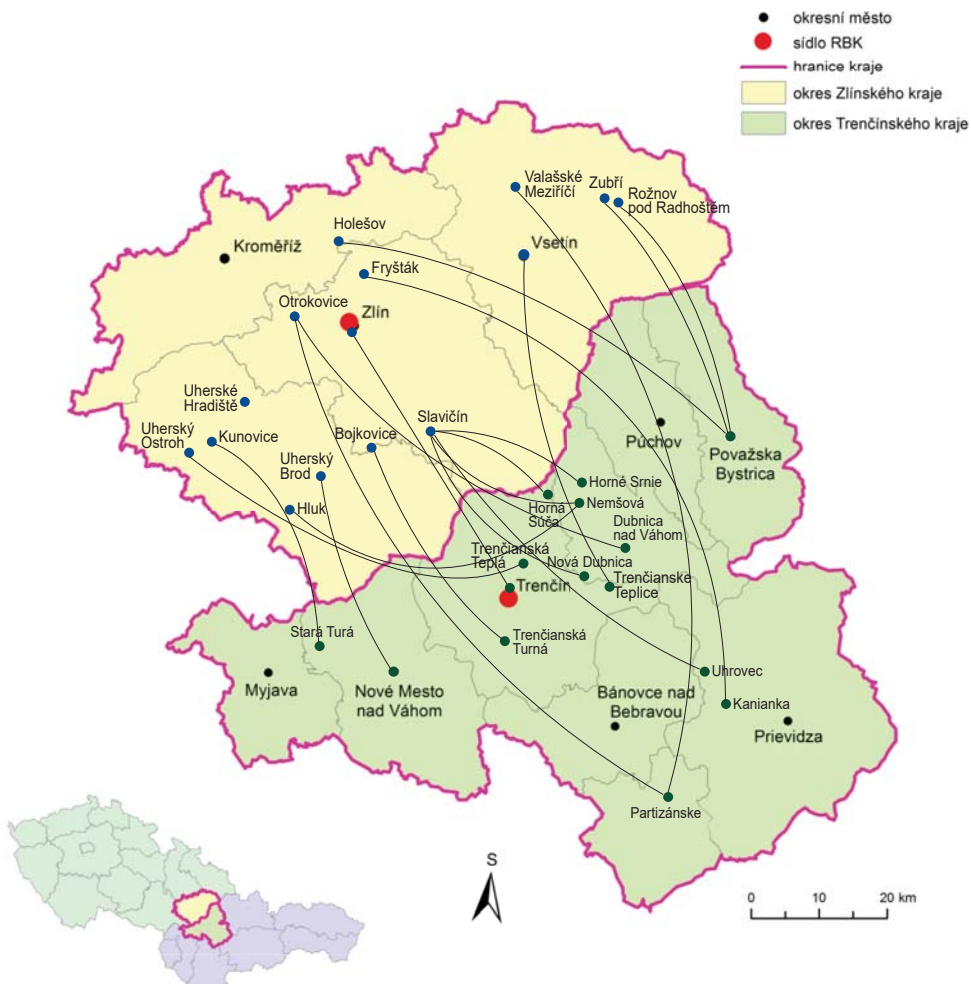 okresní město
sídlo RBK
hranice kraje
okres Zlínského kraje
okres Trenčínského kraje
Valašské
Meziříčí
Zubří
Rožnov
pod Radhoštěm
Holešov
Kroměříž
Vsetín
Fryšták
Otrokovice
Zlín
Uherské
Hradiště
Slavičín
Uherský
Ostroh
Kunovice
Bojkovice
Púchov
Považska
Bystrica
Uherský
Brod
Horné Srnie
Hluk
Horná
Súča
Nemšová
Dubnica
nad Váhom
Trenčianská
Teplá
Nová Dubnica
Trenčín
Trenčianske
Teplice
Stará Turá
Trenčianská
Turná
Myjava
Nové Mesto
nad Váhom
Uhrovec
Bánovce nad
Bebravou
Kanianka
Prievidza
Partizánske
S
0 10 20 km